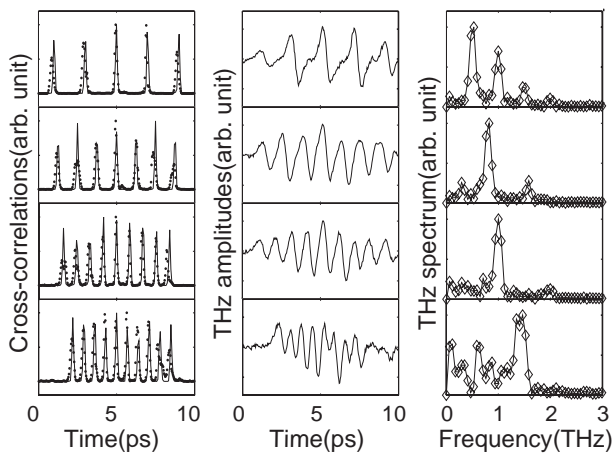 Cross-correlations(arb. unit)
0 5 10
Time(ps)
THz amplitudes(arb. unit)
0 5 10
Time(ps)
THz spectrum(arb. unit)
0 1 2 3
Frequency(THz)